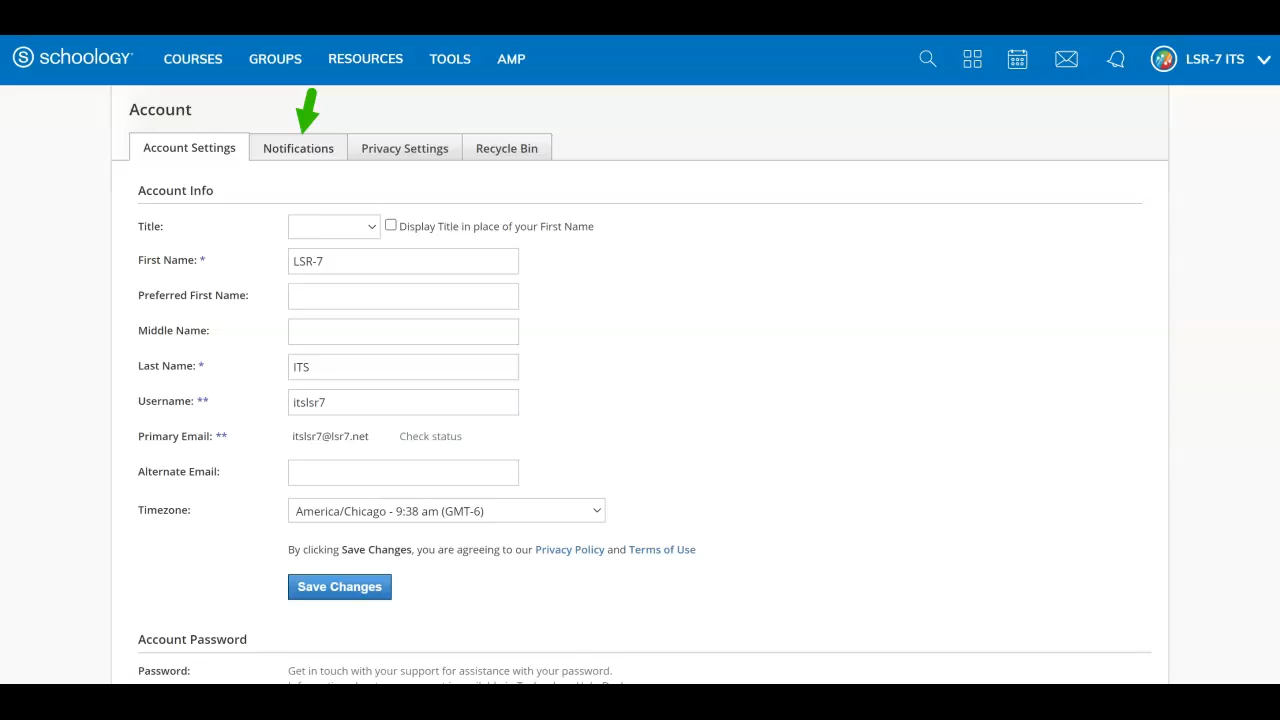 schoology COURSES GROUPS RESOURCES TOOLS AMP LSR-7 ITS
Account
Account Settings Notifications Privacy Settings Recycle Bin
Account Info
Title: Display Title in place of your First Name
First Name: * LSR-7
Preferred First Name:
Middle Name:
Last Name: * ITS
Username: ** itslsr7
Primary Email: ** itslsr7@lsr7.net Check status
Alternate Email:
Timezone: America/Chicago - 9:38 am (GMT-6)
By clicking Save Changes, you are agreeing to our Privacy Policy and Terms of Use
Save Changes
Account Password
Password: Get in touch with your support for assistance with your password.